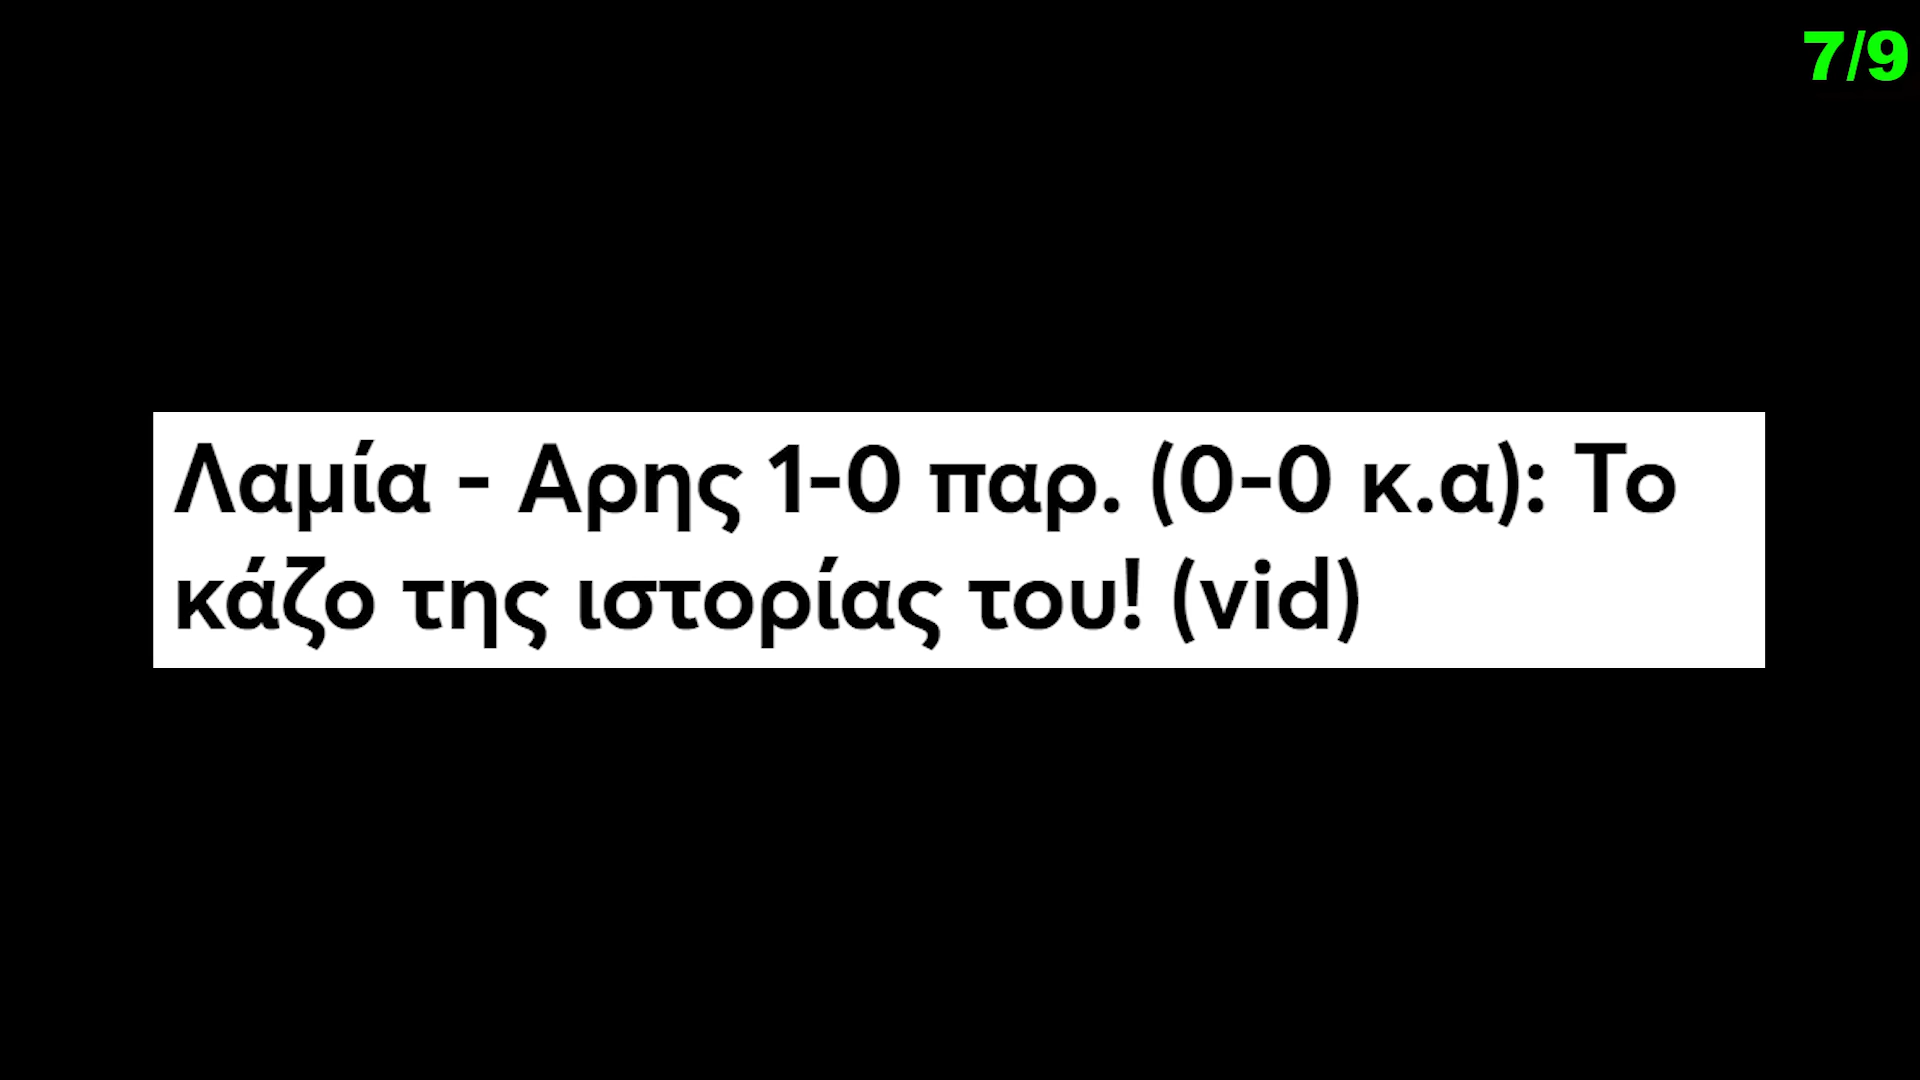 7/9
Λαμία - Αρης 1-0 παρ. (0-0 κ.α): Το
κάζο της ιστορίας του! (vid)